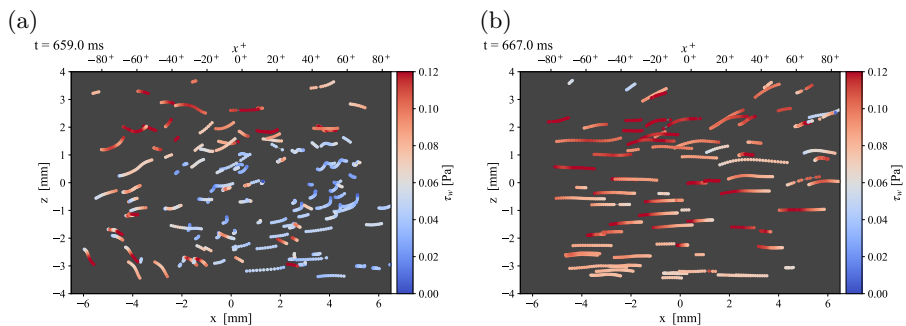 (a)
t = 659.0 ms
x⁺
−80⁺ −60⁺ −40⁺ −20⁺ 0⁺ 20⁺ 40⁺ 60⁺ 80⁺
4
3
2
1
0
−1
−2
−3
−4
z [mm]
−6 −4 −2 0 2 4 6
x [mm]
0.12
0.10
0.08
0.06
0.04
0.02
0.00
τw [Pa]
(b)
t = 667.0 ms
x⁺
−80⁺ −60⁺ −40⁺ −20⁺ 0⁺ 20⁺ 40⁺ 60⁺ 80⁺
4
3
2
1
0
−1
−2
−3
−4
z [mm]
−6 −4 −2 0 2 4 6
x [mm]
0.12
0.10
0.08
0.06
0.04
0.02
0.00
τw [Pa]